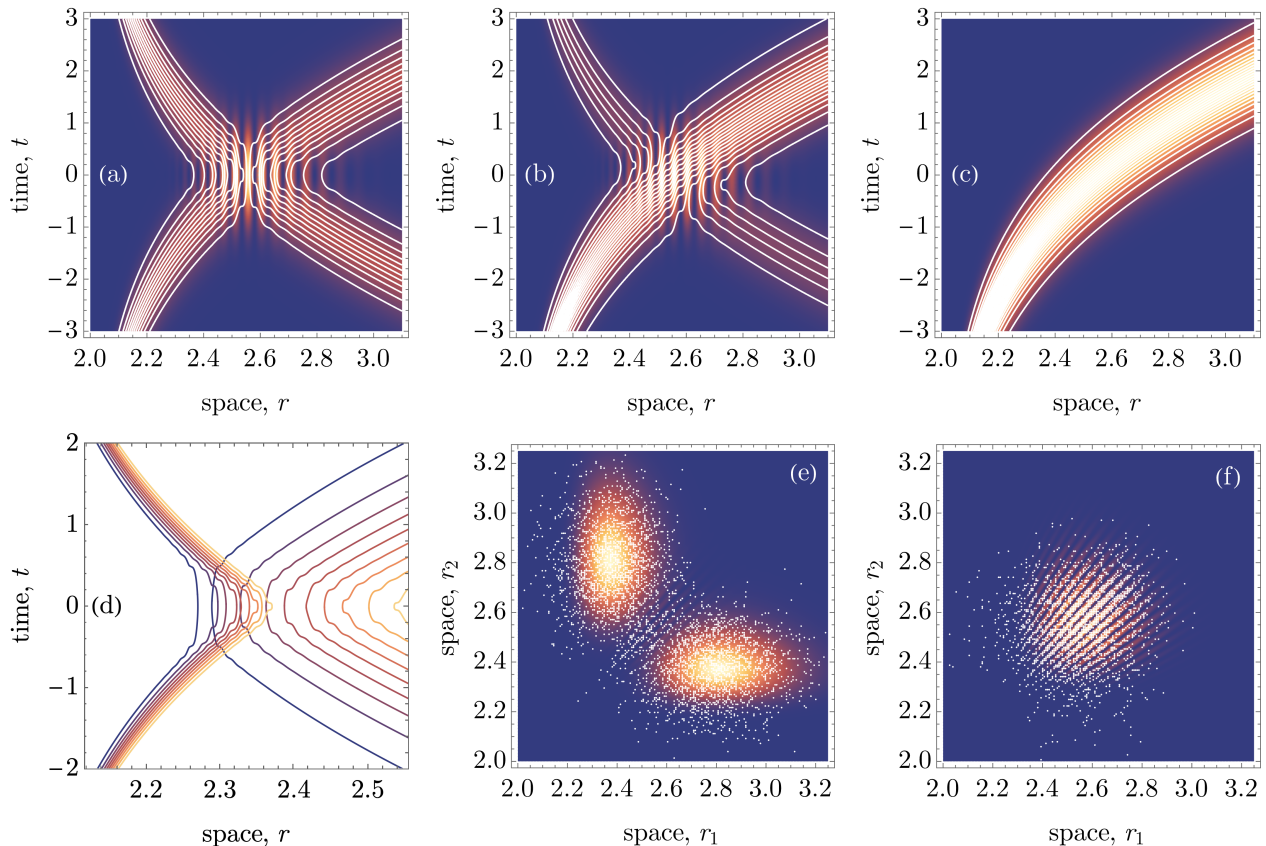 3
2
1
0
−1
−2
−3
time, t
(a)
2.0 2.2 2.4 2.6 2.8 3.0
space, r
3
2
1
0
−1
−2
−3
time, t
(b)
2.0 2.2 2.4 2.6 2.8 3.0
space, r
3
2
1
0
−1
−2
−3
time, t
(c)
2.0 2.2 2.4 2.6 2.8 3.0
space, r
2
1
0
−1
−2
time, t
(d)
2.2 2.3 2.4 2.5
space, r
3.2
3.0
2.8
2.6
2.4
2.2
2.0
space, r₂
(e)
2.0 2.2 2.4 2.6 2.8 3.0 3.2
space, r₁
3.2
3.0
2.8
2.6
2.4
2.2
2.0
space, r₂
(f)
2.0 2.2 2.4 2.6 2.8 3.0 3.2
space, r₁